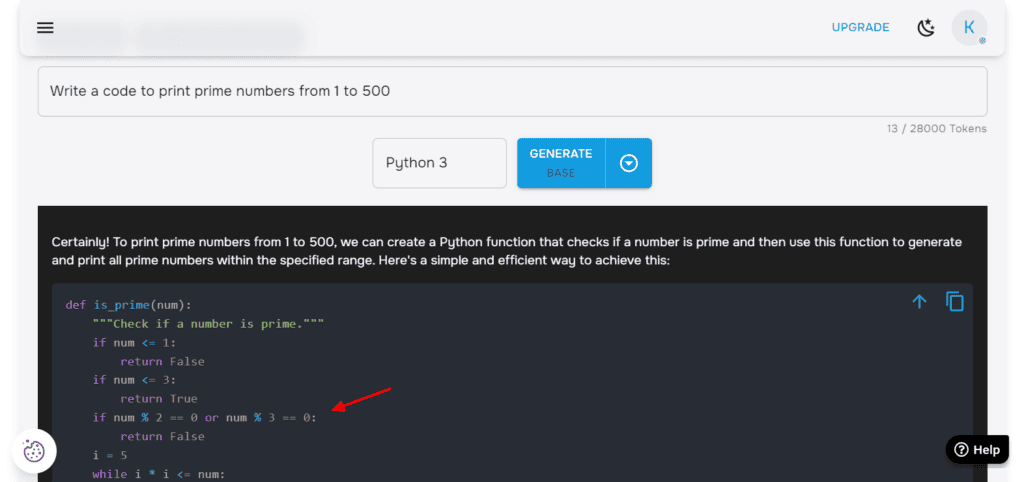 UPGRADE
K
Write a code to print prime numbers from 1 to 500
13 / 28000 Tokens
Python 3
GENERATE
BASE
Certainly! To print prime numbers from 1 to 500, we can create a Python function that checks if a number is prime and then use this function to generate
and print all prime numbers within the specified range. Here's a simple and efficient way to achieve this:
def is_prime(num):
    """Check if a number is prime."""
    if num <= 1:
        return False
    if num <= 3:
        return True
    if num % 2 == 0 or num % 3 == 0:
        return False
    i = 5
    while i * i <= num:
? Help